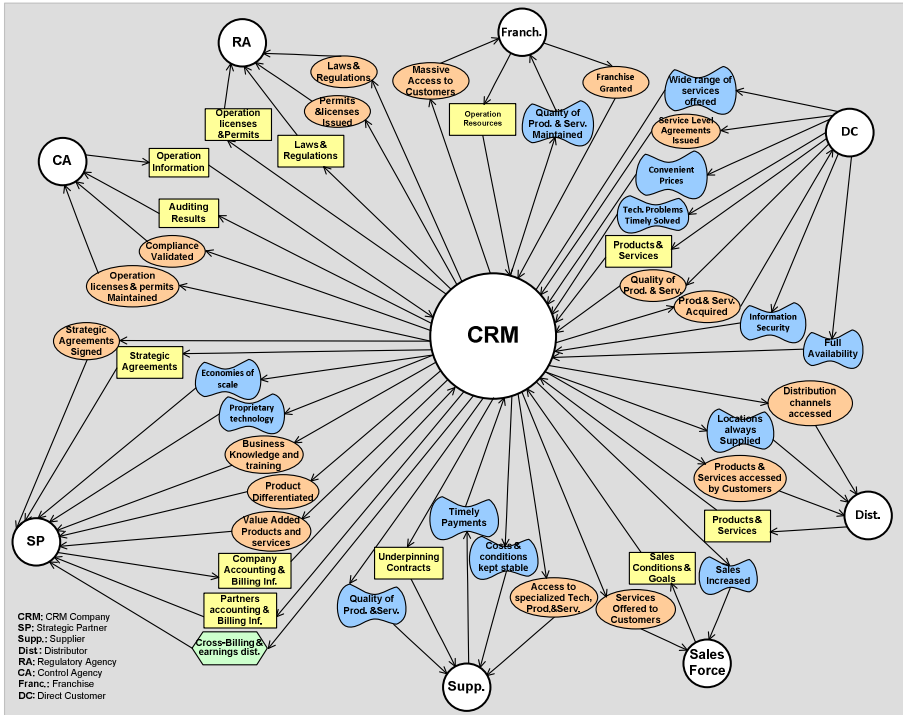 RA
Laws &
Regulations
Permits
&licenses
Issued
Operation
licenses
&Permits
Laws &
Regulations
Franch.
Massive
Access to
Customers
Operation
Resources
Quality of
Prod. & Serv.
Maintained
Franchise
Granted
Wide range of
services
offered
Service Level
Agreements
Issued
Convenient
Prices
Tech. Problems
Timely Solved
Products &
Services
Quality of
Prod. & Serv.
Prod.& Serv.
Acquired
Information
Security
Full
Availability
DC
CA
Operation
Information
Auditing
Results
Compliance
Validated
Operation
licenses & permits
Maintained
CRM
Strategic
Agreements
Signed
Strategic
Agreements
Economies of
scale
Proprietary
technology
Business
Knowledge and
training
Product
Differentiated
Value Added
Products and
services
Company
Accounting &
Billing Inf.
Partners
accounting &
Billing Inf.
Cross-Billing &
earnings dist.
SP
Distribution
channels
accessed
Locations
always
Supplied
Products &
Services accessed
by Customers
Products &
Services
Dist.
Timely
Payments
Underpinning
Contracts
Costs &
conditions
kept stable
Quality of
Prod. &Serv.
Access to
specialized Tech,
Prod.&Serv.
Supp.
Sales
Conditions &
Goals
Services
Offered to
Customers
Sales
Increased
Sales
Force
CRM: CRM Company
SP: Strategic Partner
Supp.: Supplier
Dist: Distributor
RA: Regulatory Agency
CA: Control Agency
Franc.: Franchise
DC: Direct Customer